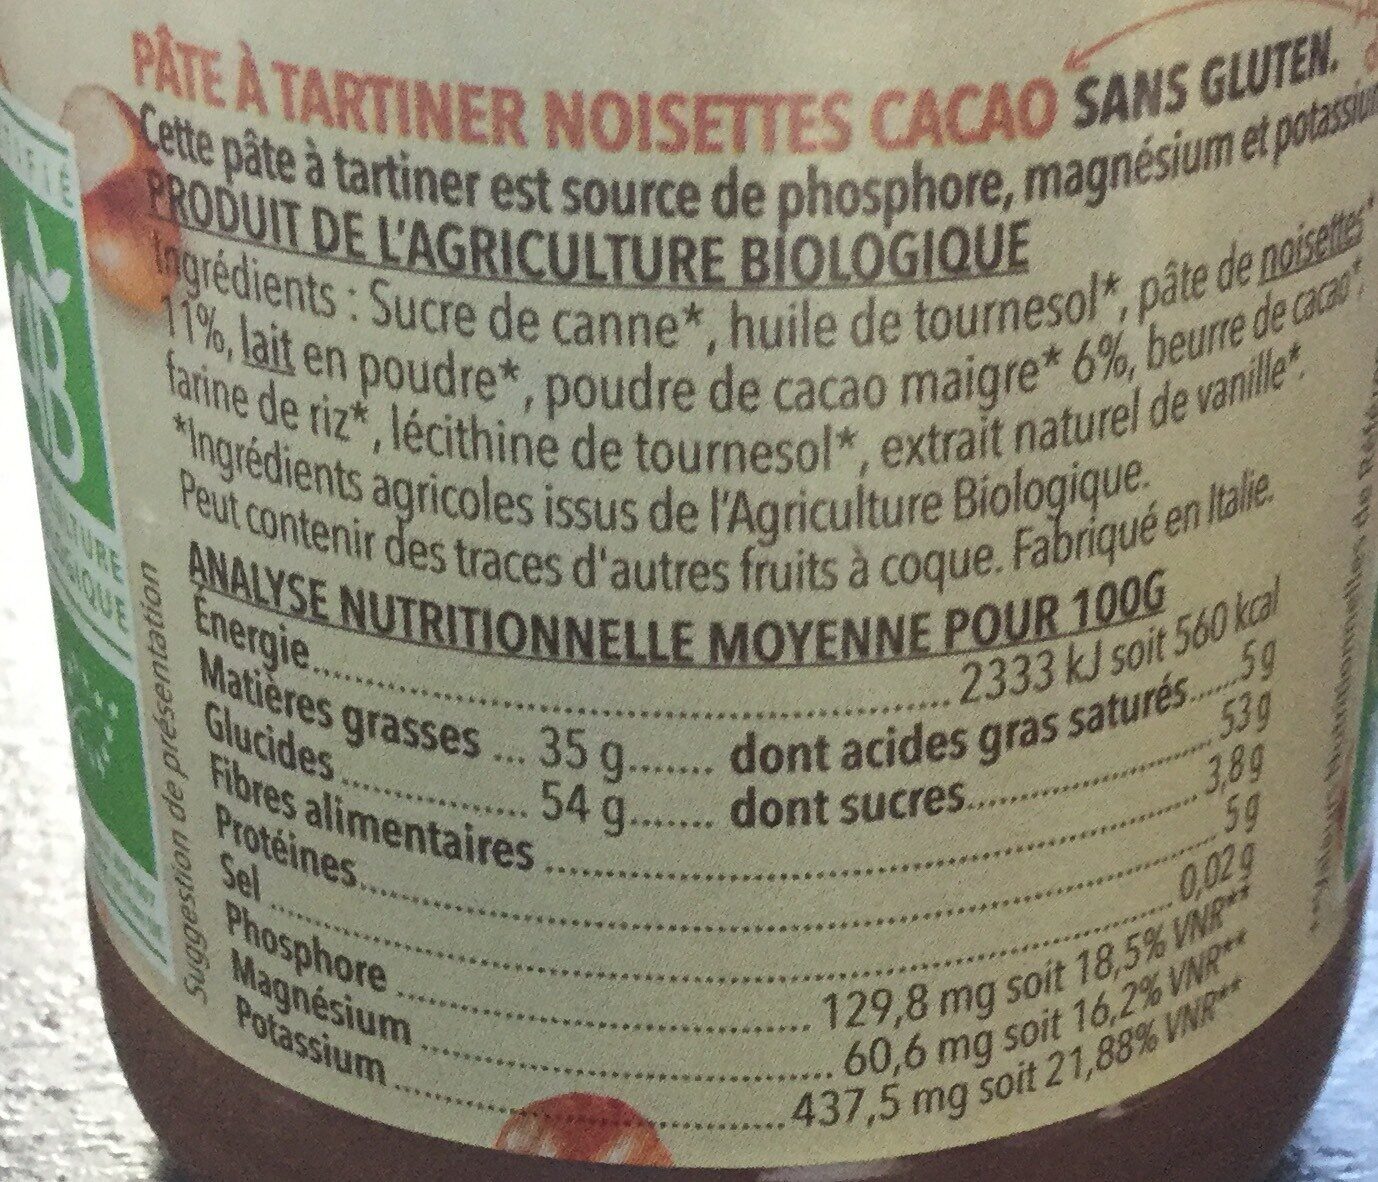 PÂTE À TARTINER NOISETTES CACAO SANS GLUTEN.
Cette pâte à tartiner est source de phosphore, magnésium et
PRODUIT DE L'AGRICULTURE BIOLOGIQUE
Ingrédients : Sucre de canne*, huile de tournesol*, pâte de noisettes*
11%, lait en poudre*, poudre de cacao maigre* 6%, beurre de cacao*,
farine de riz*, lécithine de tournesol*, extrait naturel de vanille*.
*Ingrédients agricoles issus de l'Agriculture Biologique.
Peut contenir des traces d'autres fruits à coque. Fabriqué en Italie.
ANALYSE NUTRITIONNELLE MOYENNE POUR 100G
Énergie.................. 2333 kJ soit 560 kcal
Matières grasses ... 35 g....... dont acides gras saturés......5g
Glucides ............... 54 g....... dont sucres.................. 53g
Fibres alimentaires .................. 3,8g
Protéines.................. 5g
Sel .................. 0,02g
Phosphore .................. 129,8 mg soit 18,5% VNR**
Magnésium .................. 60,6 mg soit 16,2% VNR**
Potassium .................. 437,5 mg soit 21,88% VNR**
Suggestion de présentation
AB